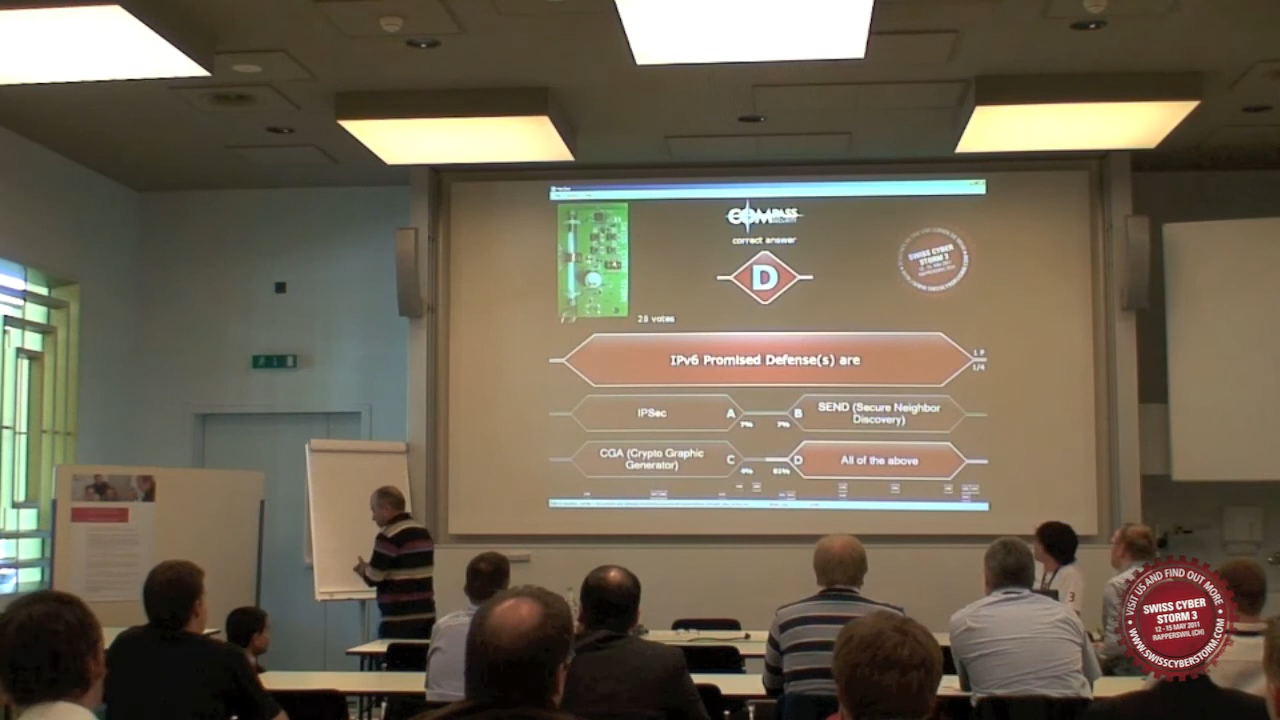 COMPASS
correct answer
D
SWISS CYBER
STORM 3
28 votes
IPv6 Promised Defense(s) are
1 P
1/4
IPSec
A
7%
7%
B
SEND (Secure Neighbor
Discovery)
CGA (Crypto Graphic
Generator)
C
D
All of the above
VISIT US AND FIND OUT MORE
SWISS CYBER
STORM 3
12 - 15 MAY 2011
RAPPERSWIL (CH)
WWW.SWISSCYBERSTORM.COM